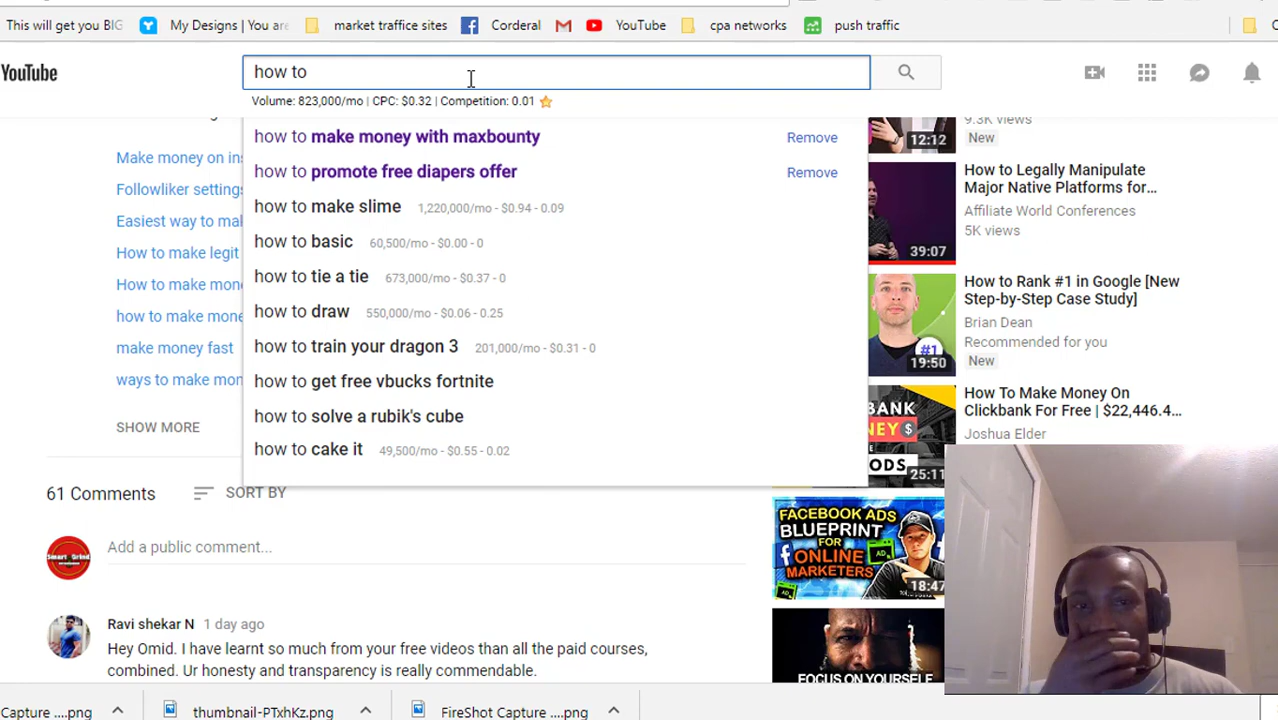 This will get you BIG
My Designs | You are
market traffice sites
Corderal
YouTube
cpa networks
push traffic
YouTube
how to
Volume: 823,000/mo | CPC: $0.32 | Competition: 0.01
how to make money with maxbounty Remove
how to promote free diapers offer Remove
how to make slime 1,220,000/mo - $0.94 - 0.09
how to basic 60,500/mo - $0.00 - 0
how to tie a tie 673,000/mo - $0.37 - 0
how to draw 550,000/mo - $0.06 - 0.25
how to train your dragon 3 201,000/mo - $0.31 - 0
how to get free vbucks fortnite
how to solve a rubik's cube
how to cake it 49,500/mo - $0.55 - 0.02
Make money on in
Followliker settings
Easiest way to mal
How to make legit
How to make mon
how to make mone
make money fast
ways to make mon
SHOW MORE
61 Comments
SORT BY
Add a public comment...
Smart Grind
Ravi shekar N 1 day ago
Hey Omid. I have learnt so much from your free videos than all the paid courses,
combined. Ur honesty and transparency is really commendable.
12:12
9.3K views
New
39:07
How to Legally Manipulate
Major Native Platforms for...
Affiliate World Conferences
5K views
#1
19:50
How to Rank #1 in Google [New
Step-by-Step Case Study]
Brian Dean
Recommended for you
New
BANK
NEY $
ODS
25:11
How To Make Money On
Clickbank For Free | $22,446.4...
Joshua Elder
FACEBOOK ADS
BLUEPRINT
FOR
ONLINE
MARKETERS
AD
AD
18:47
FOCUS ON YOURSELF
Capture ....png
thumbnail-PTxhKz.png
FireShot Capture ....png